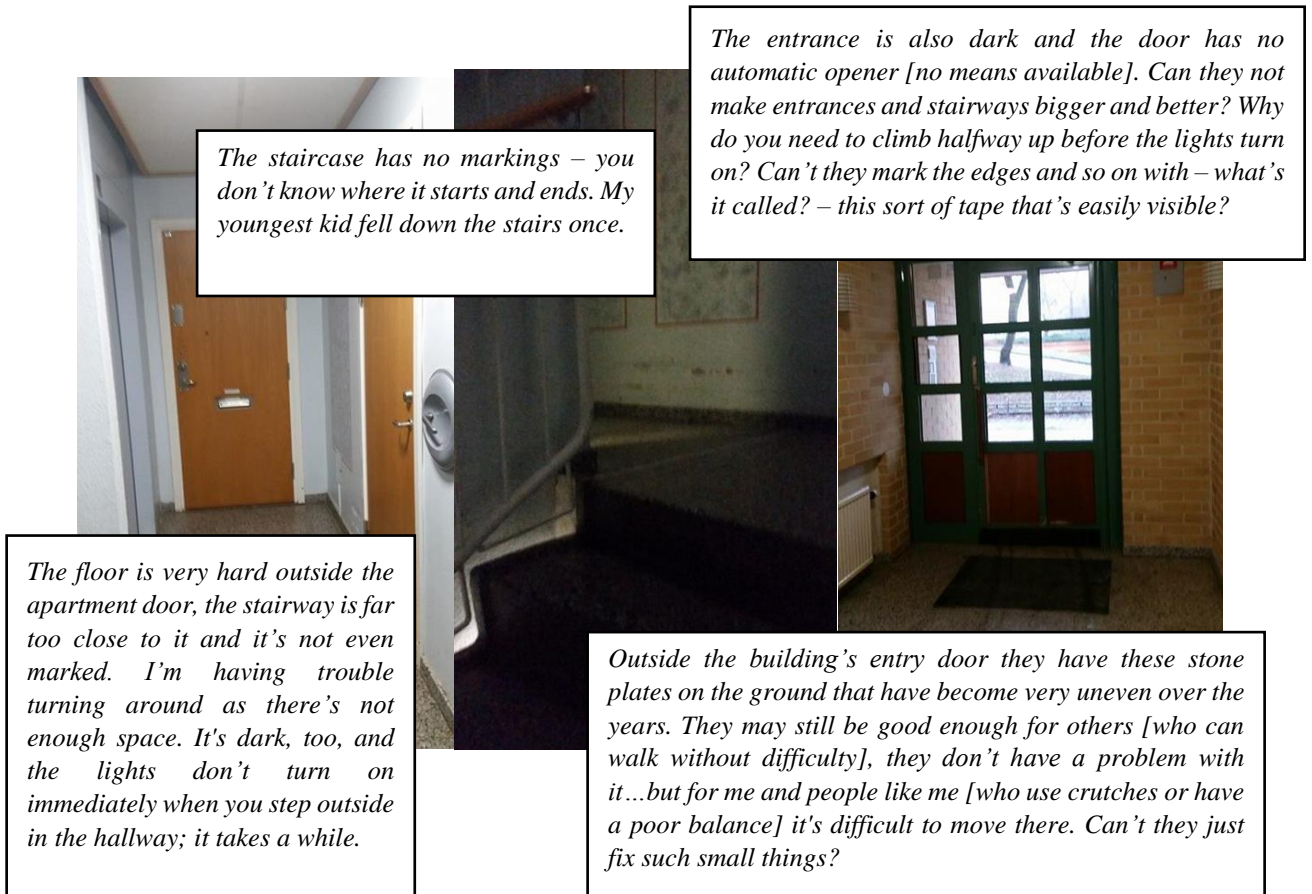 The entrance is also dark and the door has no
automatic opener [no means available]. Can they not
make entrances and stairways bigger and better? Why
do you need to climb halfway up before the lights turn
on? Can’t they mark the edges and so on with – what’s
it called? – this sort of tape that’s easily visible?
The staircase has no markings – you
don’t know where it starts and ends. My
youngest kid fell down the stairs once.
The floor is very hard outside the
apartment door, the stairway is far
too close to it and it’s not even
marked. I’m having trouble
turning around as there’s not
enough space. It's dark, too, and
the lights don’t turn on
immediately when you step outside
in the hallway; it takes a while.
Outside the building’s entry door they have these stone
plates on the ground that have become very uneven over the
years. They may still be good enough for others [who can
walk without difficulty], they don’t have a problem with
it…but for me and people like me [who use crutches or have
a poor balance] it's difficult to move there. Can’t they just
fix such small things?